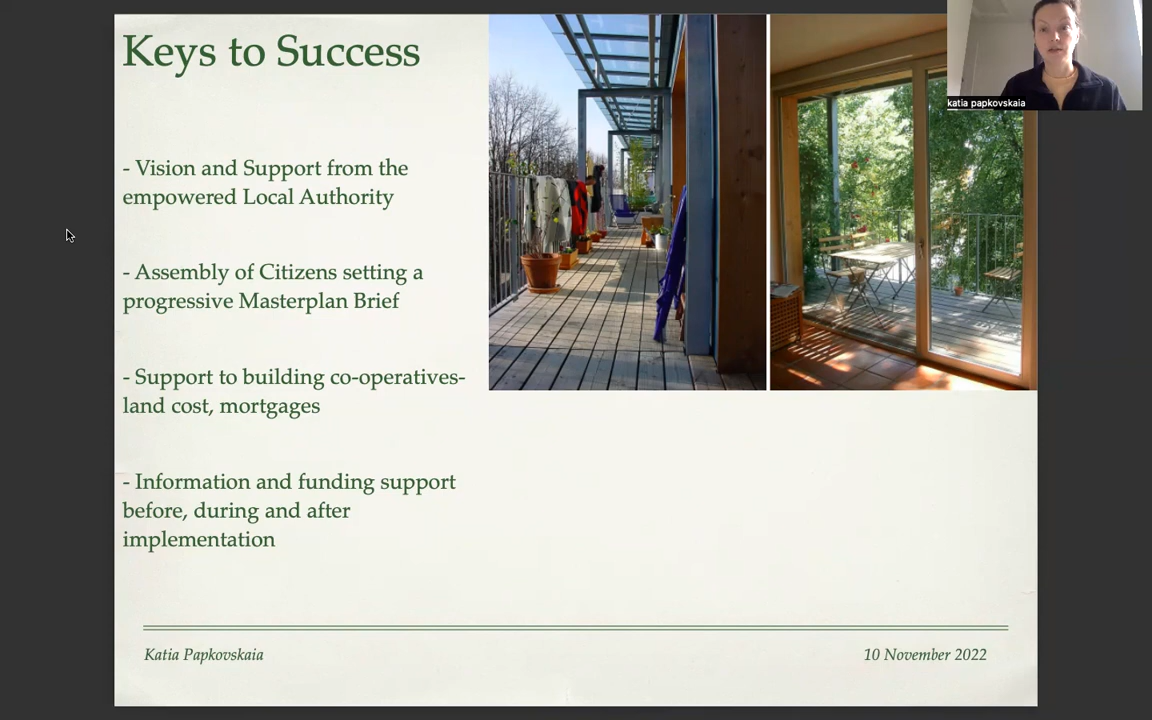 Keys to Success
katia papkovskaia
- Vision and Support from the
empowered Local Authority
- Assembly of Citizens setting a
progressive Masterplan Brief
- Support to building co-operatives-
land cost, mortgages
- Information and funding support
before, during and after
implementation
Katia Papkovskaia
10 November 2022